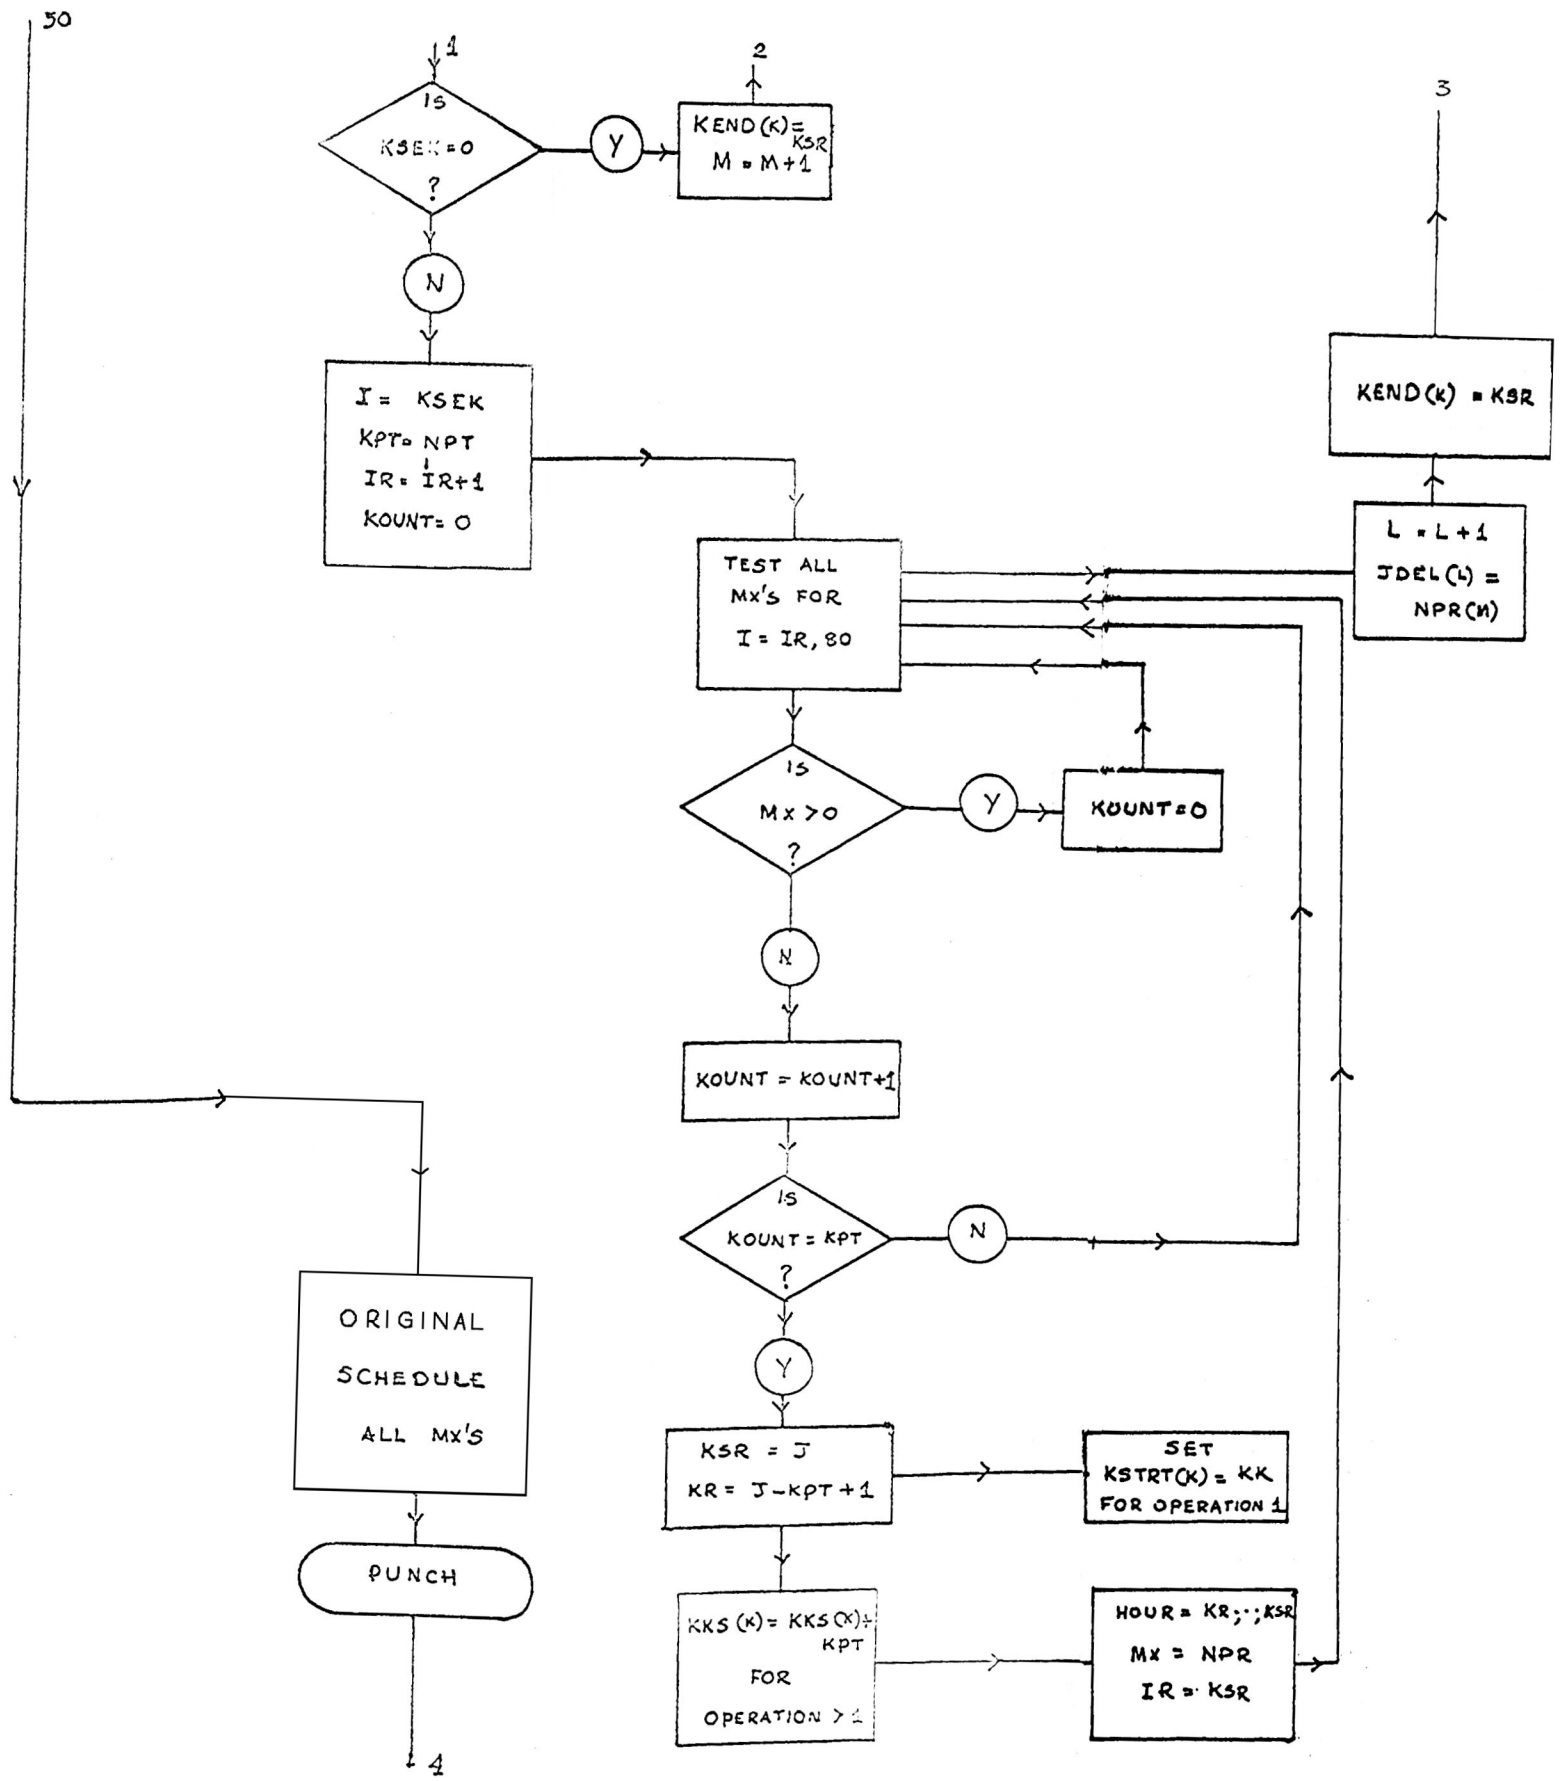 50
1
Is
KSEK=0
?
Y
KEND(K)=
KSR
M = M+1
2
N
I = KSEK
KPT= NPT
IR= IR+1
KOUNT= 0
3
KEND(K) = KSR
L = L+1
JDEL(L) =
NPR(N)
TEST ALL
MX'S FOR
I = IR, 80
Is
MX >0
?
Y
KOUNT=0
N
KOUNT = KOUNT+1
Is
KOUNT = KPT
?
N
Y
KSR = J
KR = J-KPT+1
SET
KSTRT(K) = KK
FOR OPERATION 1
KKS(K)= KKS(K)+
KPT
FOR
OPERATION >1
HOUR = KR,..,KSR
MX = NPR
IR = KSR
ORIGINAL
SCHEDULE
ALL MX'S
PUNCH
4